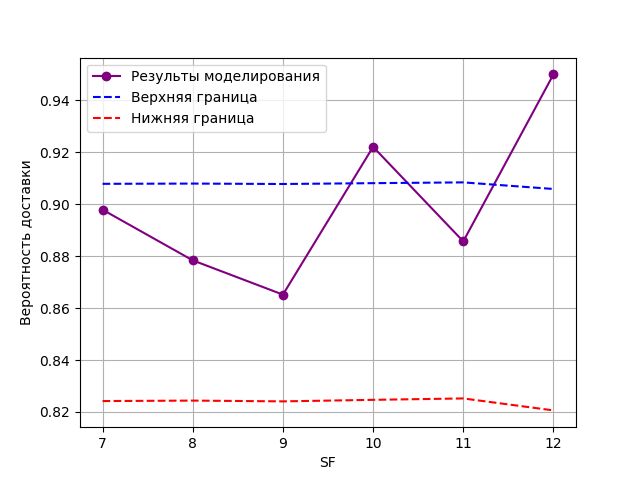 Результы моделирования
Верхняя граница
Нижняя граница
Вероятность доставки
0.94
0.92
0.90
0.88
0.86
0.84
0.82
7 8 9 10 11 12
SF